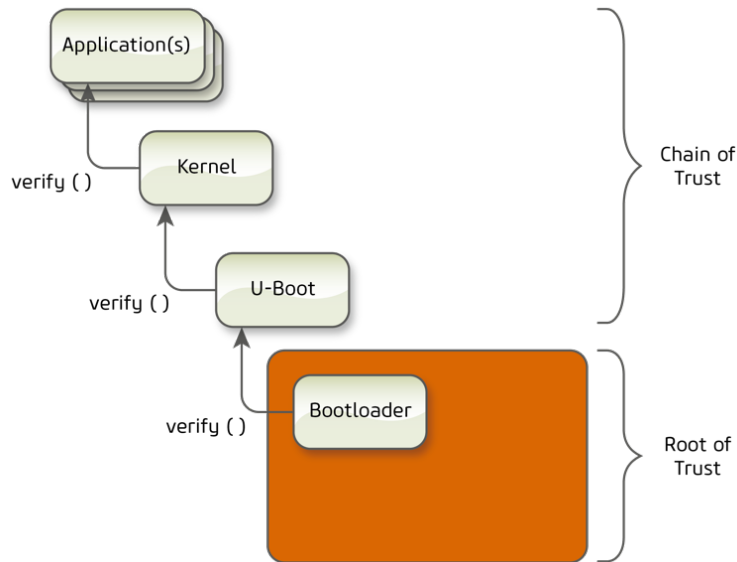 Application(s)
Kernel
verify ( )
Chain of
Trust
U-Boot
verify ( )
Bootloader
verify ( )
Root of
Trust